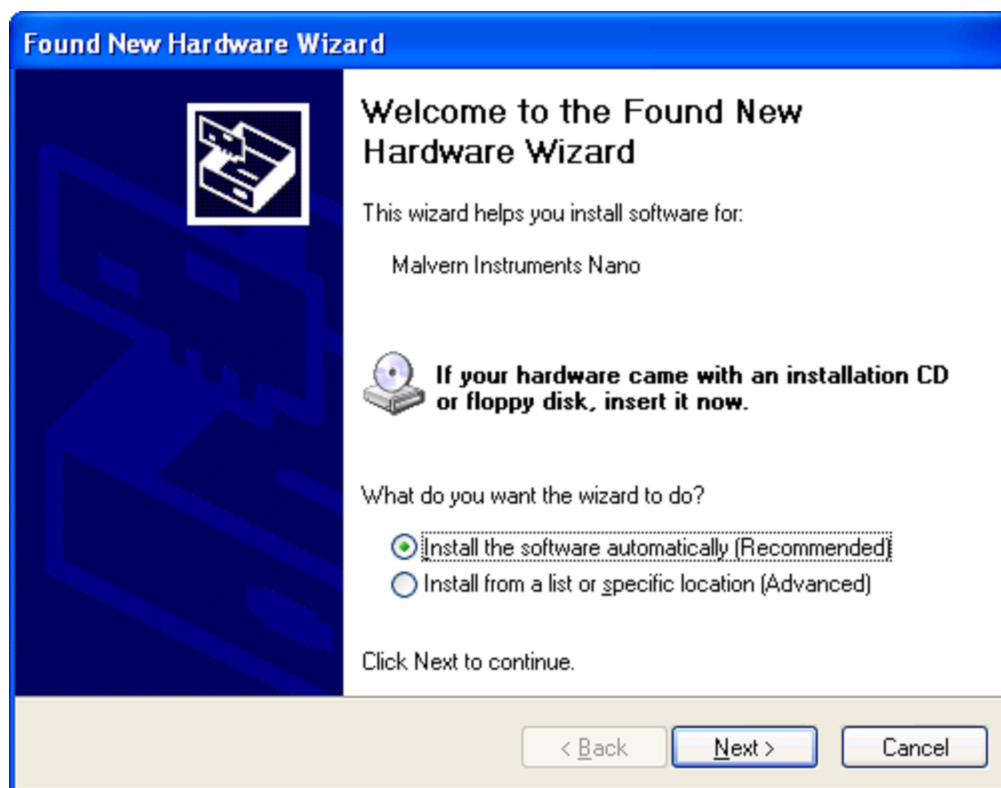 Found New Hardware Wizard
Welcome to the Found New
Hardware Wizard
This wizard helps you install software for:
Malvern Instruments Nano
If your hardware came with an installation CD
or floppy disk, insert it now.
What do you want the wizard to do?
Install the software automatically (Recommended)
Install from a list or specific location (Advanced)
Click Next to continue.
< Back Next > Cancel